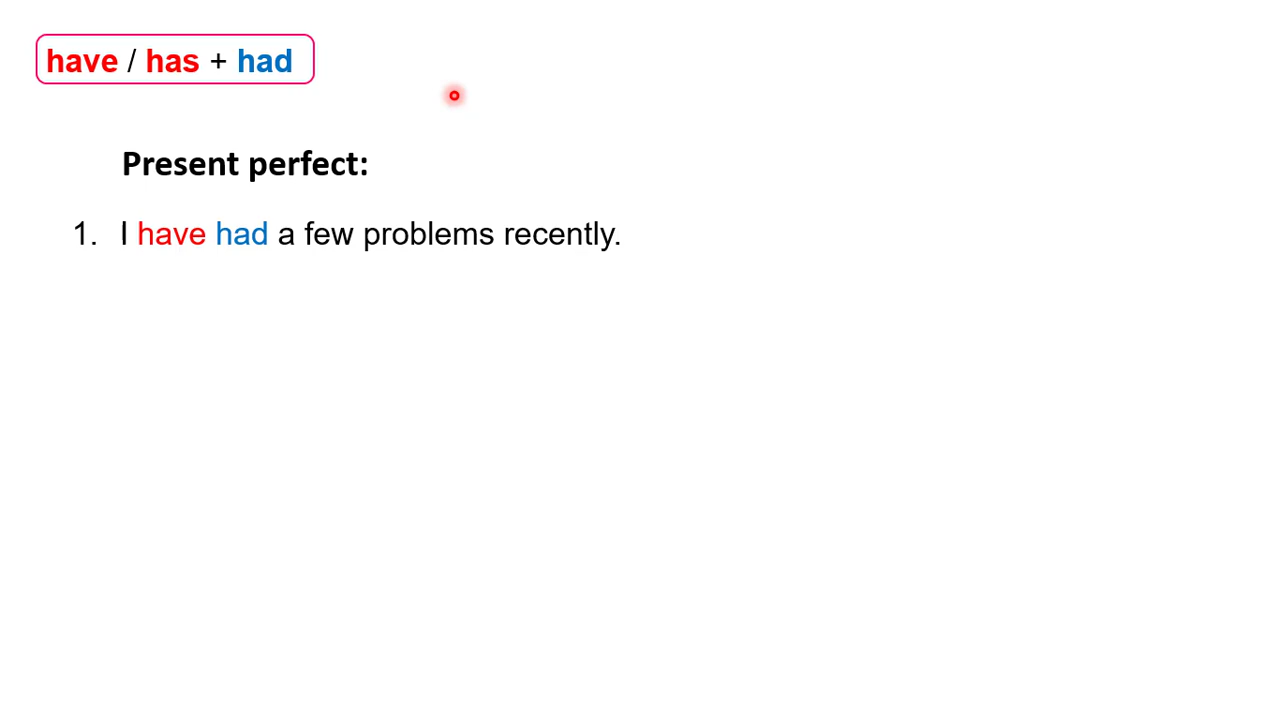 have / has + had
Present perfect:
1. I have had a few problems recently.